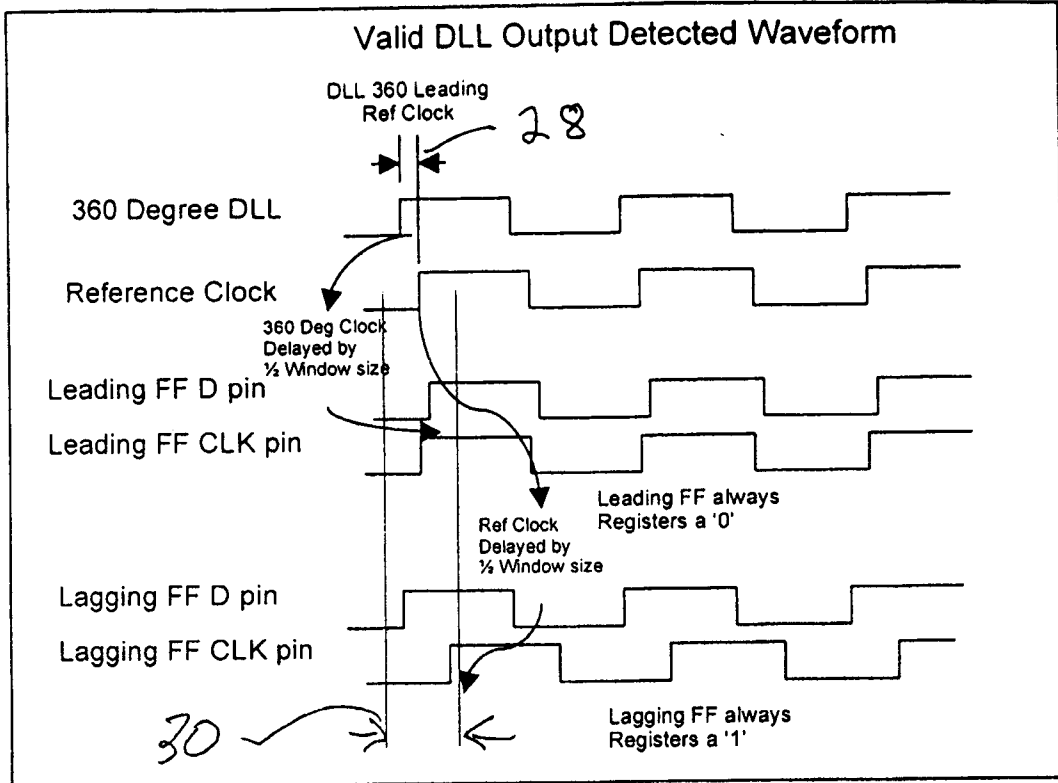 Valid DLL Output Detected Waveform
DLL 360 Leading
Ref Clock
28
360 Degree DLL
Reference Clock
360 Deg Clock
Delayed by
½ Window size
Leading FF D pin
Leading FF CLK pin
Leading FF always
Registers a '0'
Ref Clock
Delayed by
½ Window size
Lagging FF D pin
Lagging FF CLK pin
30
Lagging FF always
Registers a '1'